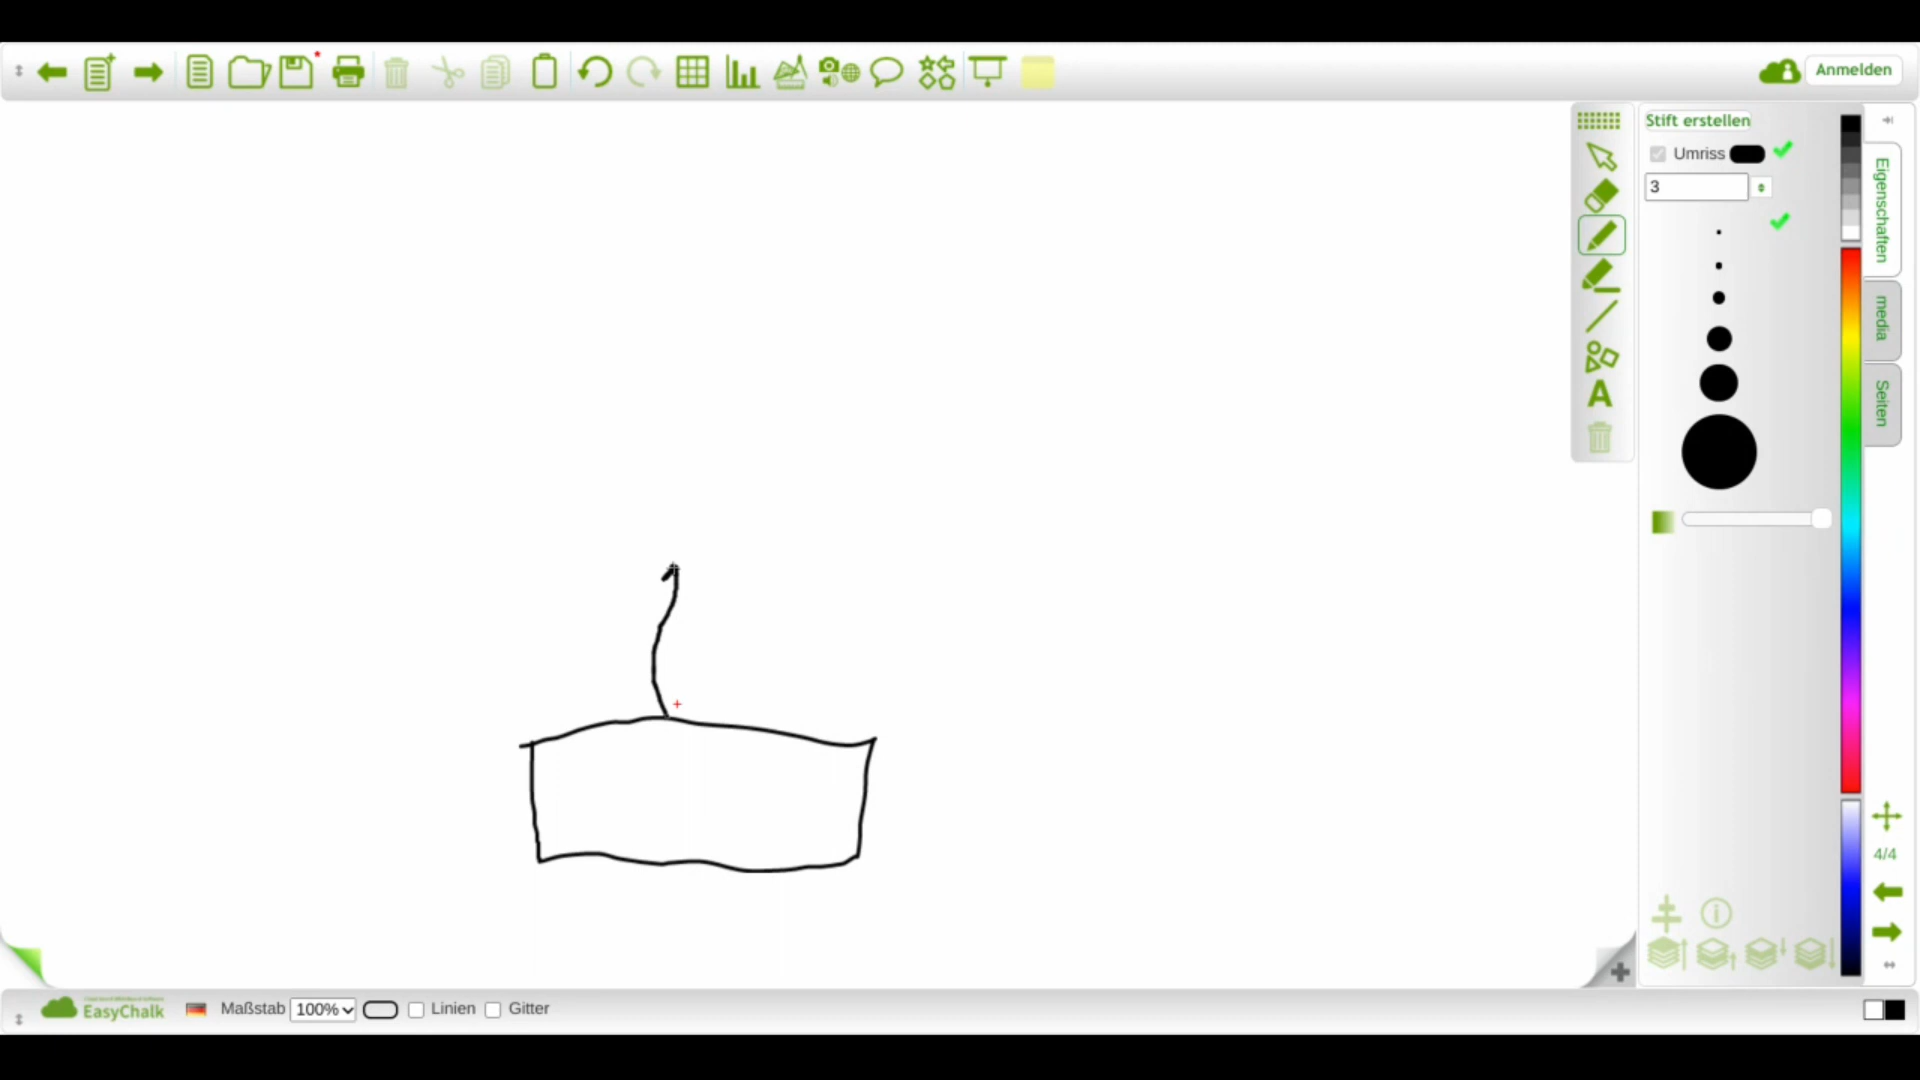 Anmelden
Stift erstellen
Umriss
3
Eigenschaften
media
Seiten
4/4
EasyChalk
Maßstab 100% Linien Gitter